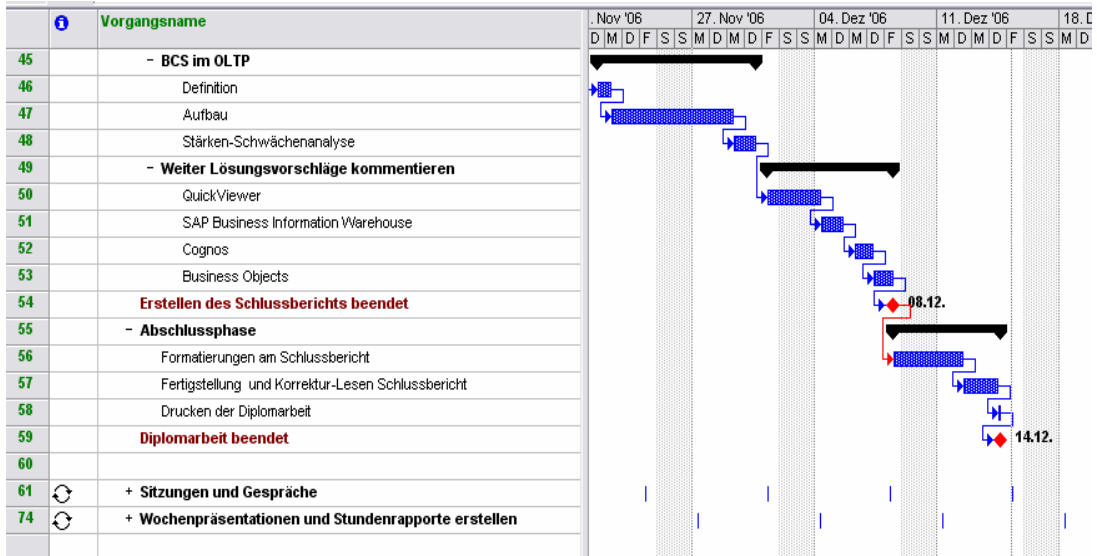 Vorgangsname
. Nov '06 27. Nov '06 04. Dez '06 11. Dez '06 18. D
D M D F S S M D M D F S S M D M D F S S M D M D F S S M D
45 - BCS im OLTP
46 Definition
47 Aufbau
48 Stärken-Schwächenanalyse
49 - Weiter Lösungsvorschläge kommentieren
50 QuickViewer
51 SAP Business Information Warehouse
52 Cognos
53 Business Objects
54 Erstellen des Schlussberichts beendet 08.12.
55 - Abschlussphase
56 Formatierungen am Schlussbericht
57 Fertigstellung und Korrektur-Lesen Schlussbericht
58 Drucken der Diplomarbeit
59 Diplomarbeit beendet 14.12.
60
61 + Sitzungen und Gespräche
74 + Wochenpräsentationen und Stundenrapporte erstellen